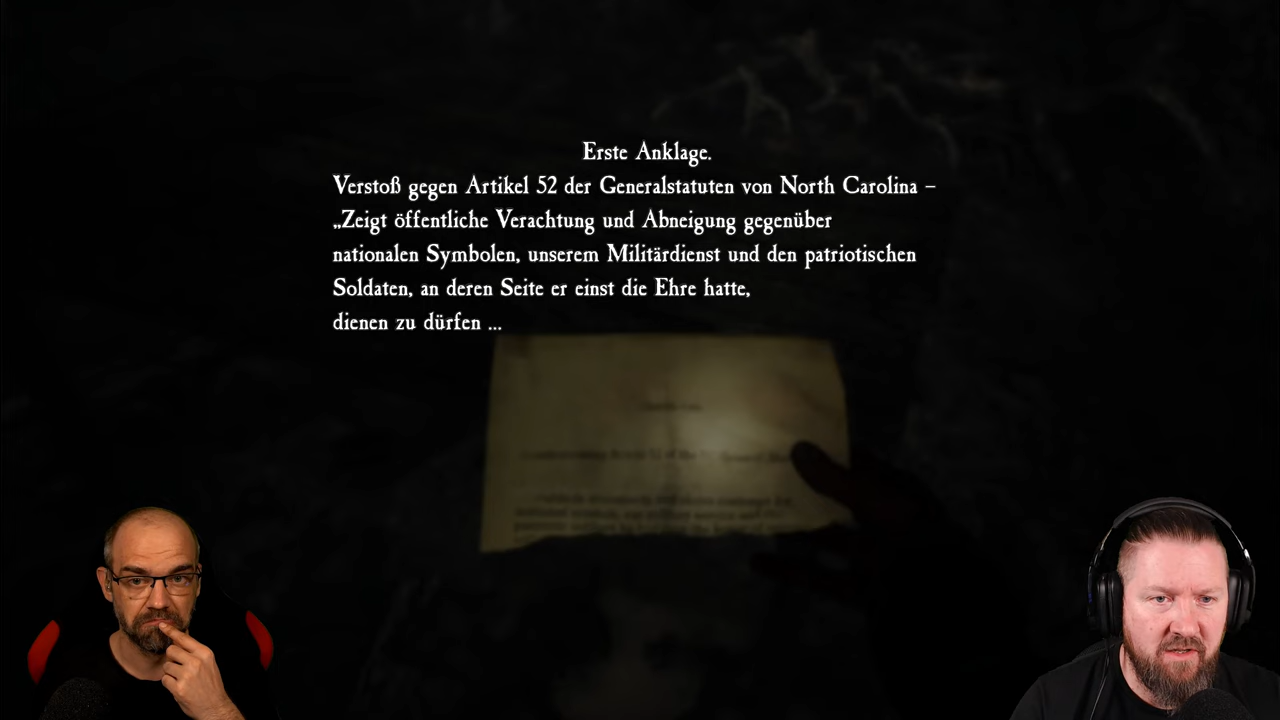 Erste Anklage.
Verstoß gegen Artikel 52 der Generalstatuten von North Carolina –
„Zeigt öffentliche Verachtung und Abneigung gegenüber
nationalen Symbolen, unserem Militärdienst und den patriotischen
Soldaten, an deren Seite er einst die Ehre hatte,
dienen zu dürfen ...